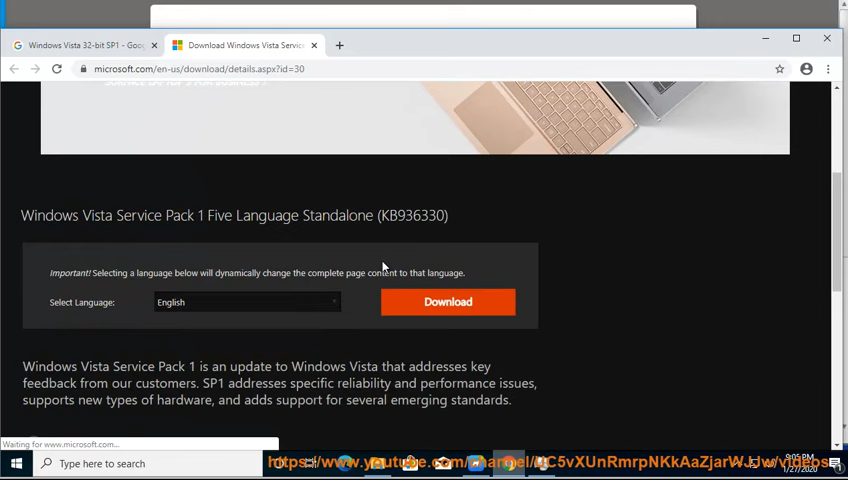 Windows Vista 32-bit SP1 - Goog
Download Windows Vista Service
microsoft.com/en-us/download/details.aspx?id=30
Windows Vista Service Pack 1 Five Language Standalone (KB936330)
Important! Selecting a language below will dynamically change the complete page content to that language.
Select Language:
English
Download
Windows Vista Service Pack 1 is an update to Windows Vista that addresses key
feedback from our customers. SP1 addresses specific reliability and performance issues,
supports new types of hardware, and adds support for several emerging standards.
Waiting for www.microsoft.com...
Type here to search
9:05 PM
1/27/2020
https://www.youtube.com/channel/UC5vXUnRmrpNKkAaZjarWJJw/videos